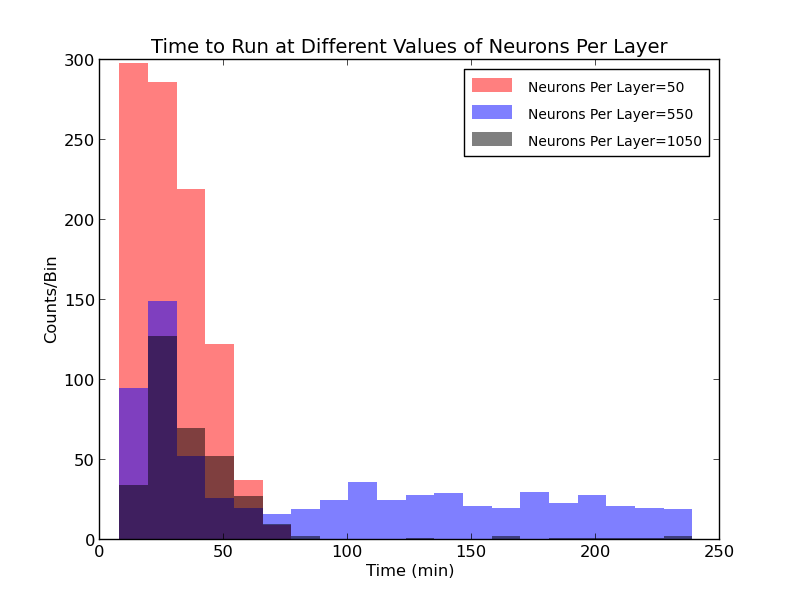 Time to Run at Different Values of Neurons Per Layer
300
250
200
150
100
50
0
Counts/Bin
Neurons Per Layer=50
Neurons Per Layer=550
Neurons Per Layer=1050
0 50 100 150 200 250
Time (min)